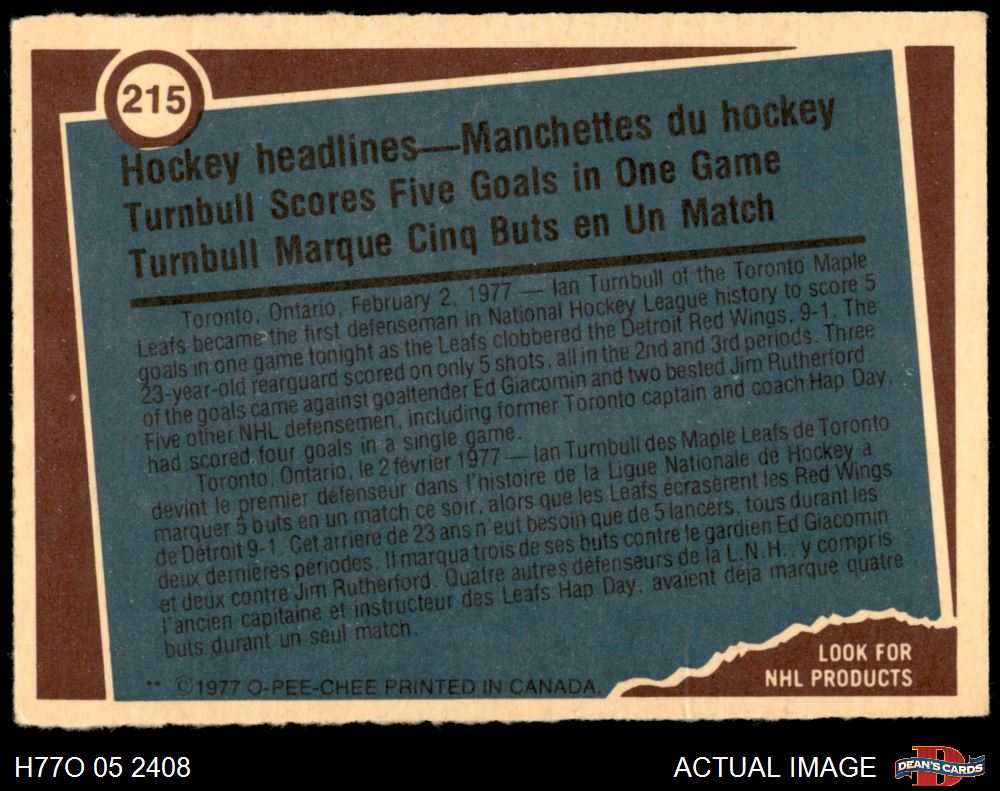 215
Hockey headlines—Manchettes du hockey
Turnbull Scores Five Goals in One Game
Turnbull Marque Cinq Buts en Un Match
Toronto, Ontario, February 2, 1977 — Ian Turnbull of the Toronto Maple
Leafs became the first defenseman in National Hockey League history to score 5
goals in one game tonight as the Leafs clobbered the Detroit Red Wings, 9-1. The
23-year-old rearguard scored on only 5 shots, all in the 2nd and 3rd periods. Three
of the goals came against goaltender Ed Giacomin and two bested Jim Rutherford.
Five other NHL defensemen, including former Toronto captain and coach Hap Day,
had scored four goals in a single game.
Toronto, Ontario, le 2 février 1977 — Ian Turnbull des Maple Leafs de Toronto
devint le premier défenseur dans l'histoire de la Ligue Nationale de Hockey à
marquer 5 buts en un match ce soir, alors que les Leafs écrasèrent les Red Wings
de Détroit 9-1. Cet arrière de 23 ans n'eut besoin que de 5 lancers, tous durant les
deux dernières périodes. Il marqua trois de ses buts contre le gardien Ed Giacomin
et deux contre Jim Rutherford. Quatre autres défenseurs de la L.N.H., y compris
l'ancien capitaine et instructeur des Leafs Hap Day, avaient déjà marqué quatre
buts durant un seul match.
** ©1977 O-PEE-CHEE PRINTED IN CANADA.
LOOK FOR
NHL PRODUCTS
H77O 05 2408
ACTUAL IMAGE
DEAN'S CARDS